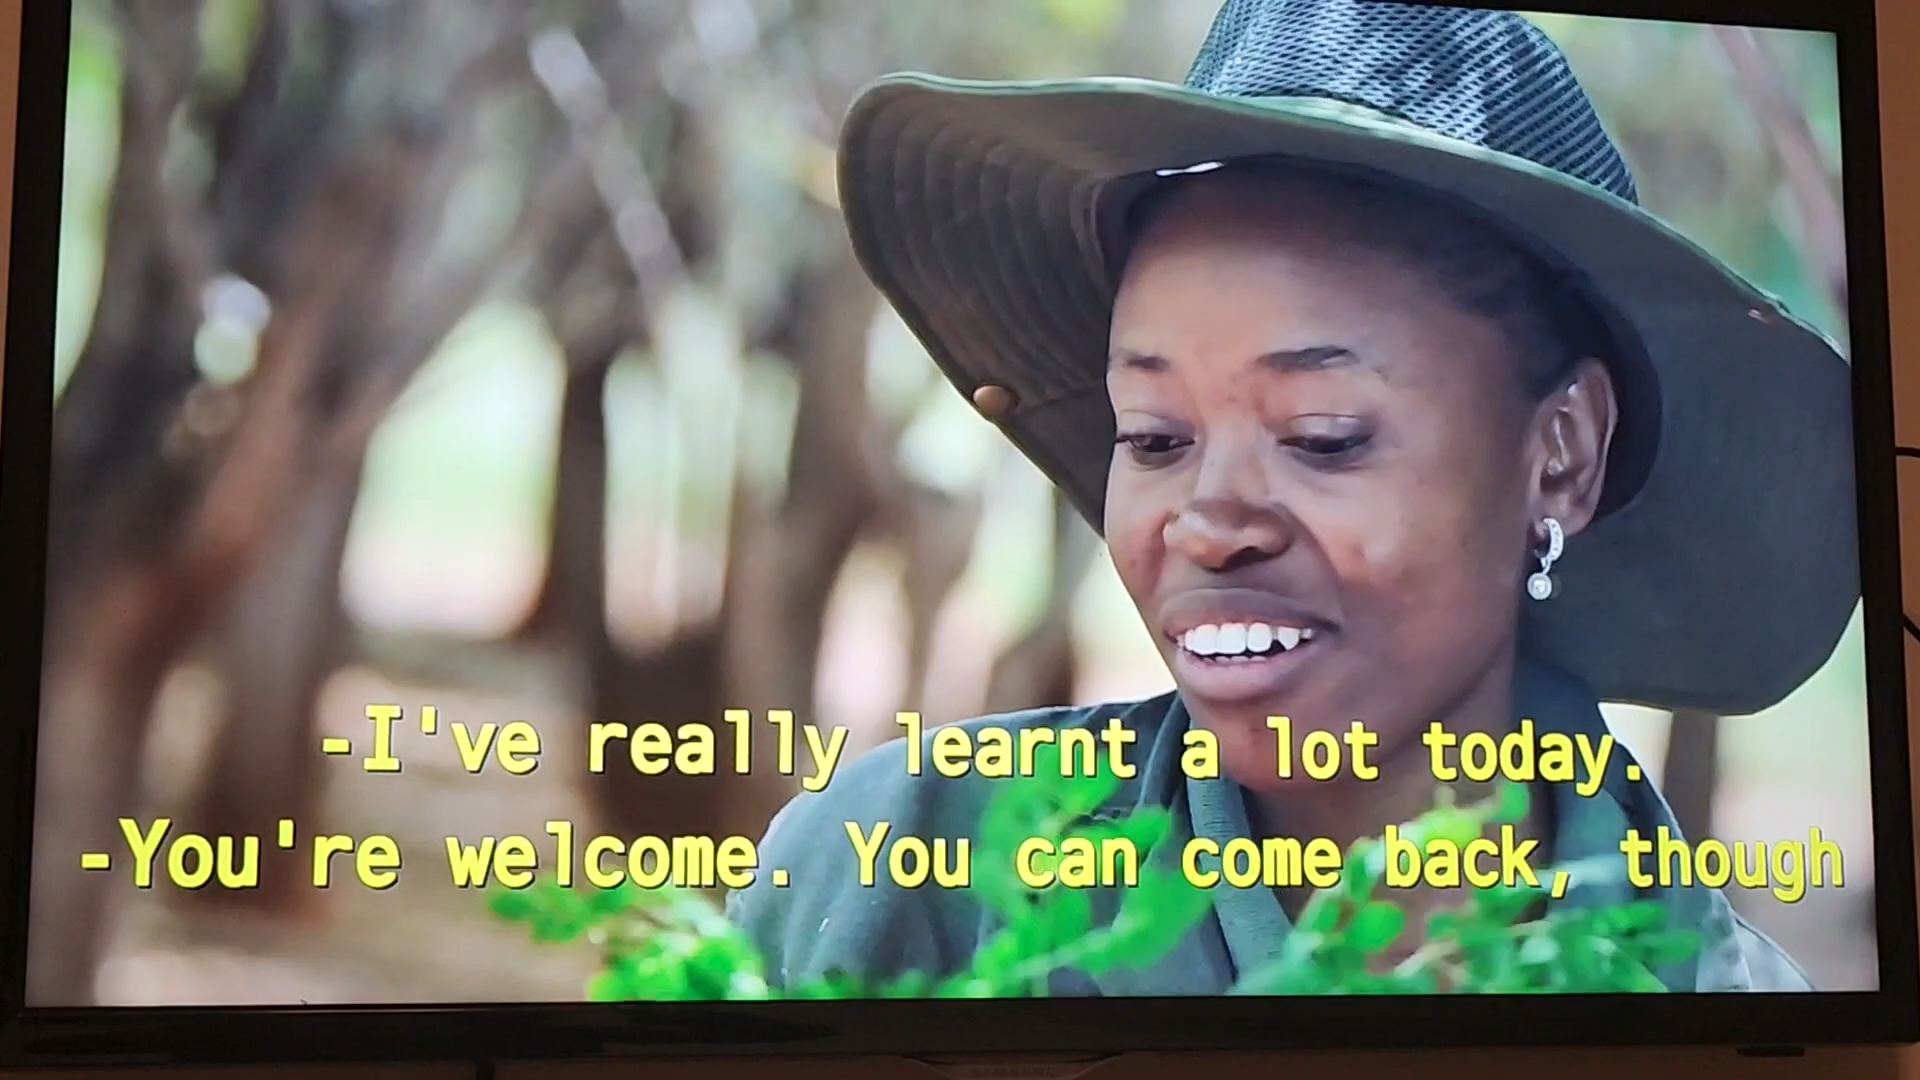 -I've really learnt a lot today.
-You're welcome. You can come back, though